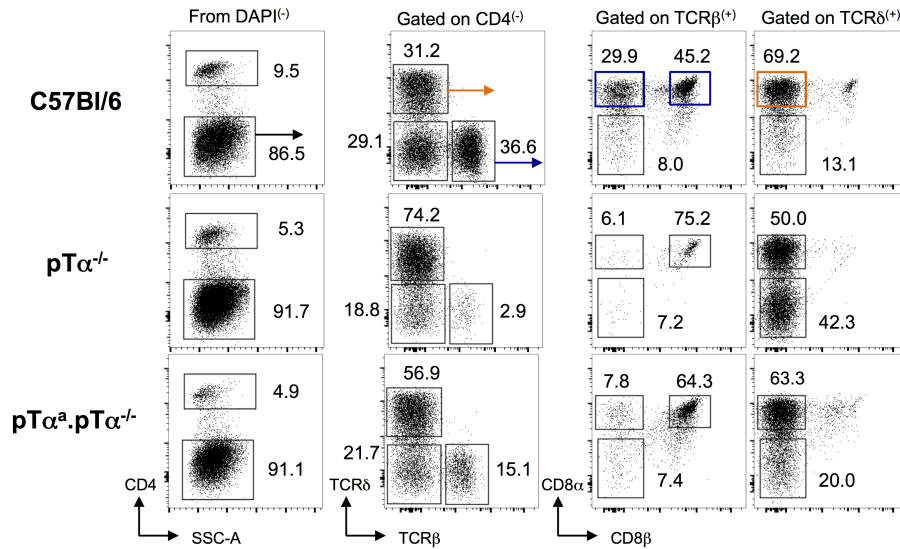 From DAPI(-)
Gated on CD4(-)
Gated on TCRβ(+)
Gated on TCRδ(+)
C57Bl/6
9.5
86.5
31.2
29.1
36.6
29.9
45.2
8.0
69.2
13.1
pTα-/-
5.3
91.7
74.2
18.8
2.9
6.1
75.2
7.2
50.0
42.3
pTαa.pTα-/-
4.9
91.1
56.9
21.7
15.1
7.8
64.3
7.4
63.3
20.0
CD4
SSC-A
TCRδ
TCRβ
CD8α
CD8β